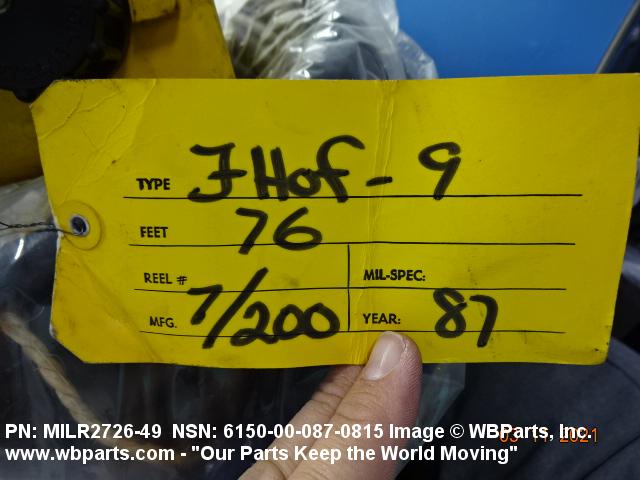 TYPE FHof - 9
FEET 76
REEL # MIL-SPEC:
MFG. 7/200 YEAR: 87
PN: MILR2726-49 NSN: 6150-00-087-0815 Image © WBParts, Inc.
www.wbparts.com - "Our Parts Keep the World Moving"